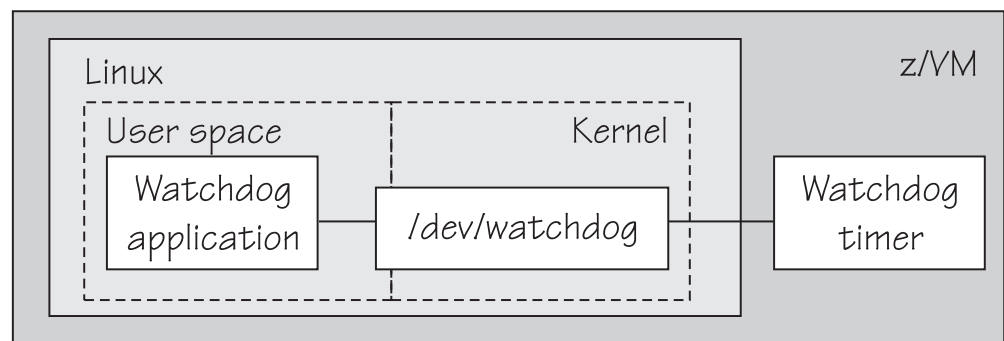 z/VM
Linux
User space
Kernel
Watchdog
application
/dev/watchdog
Watchdog
timer